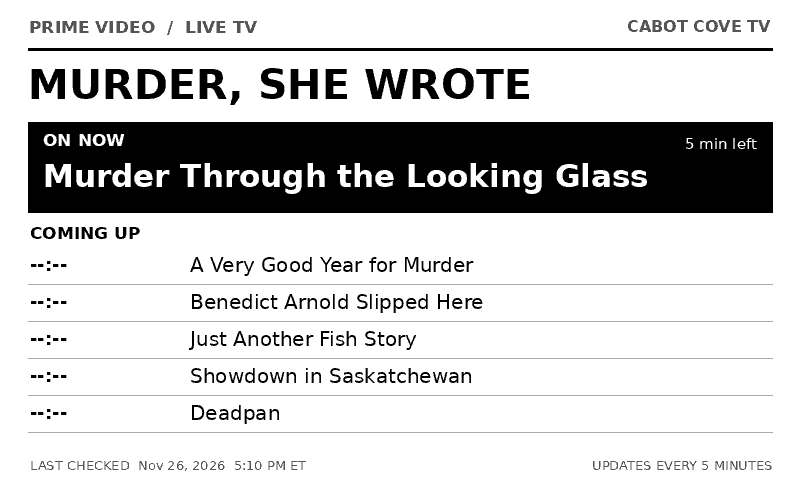 PRIME VIDEO / LIVE TV
CABOT COVE TV
MURDER, SHE WROTE
ON NOW
5 min left
Murder Through the Looking Glass
COMING UP
--:-- A Very Good Year for Murder
--:-- Benedict Arnold Slipped Here
--:-- Just Another Fish Story
--:-- Showdown in Saskatchewan
--:-- Deadpan
LAST CHECKED Nov 26, 2026 5:10 PM ET
UPDATES EVERY 5 MINUTES